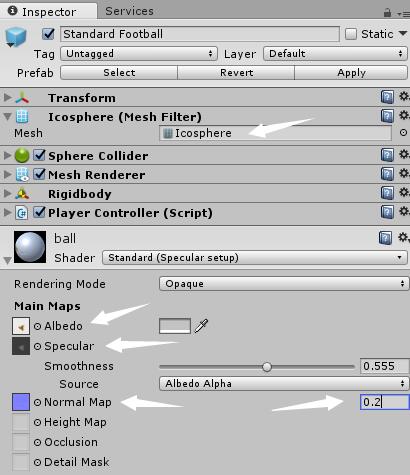 Inspector Services
Standard Football Static
Tag Untagged Layer Default
Prefab Select Revert Apply
Transform
Icosphere (Mesh Filter)
Mesh Icosphere
Sphere Collider
Mesh Renderer
Rigidbody
Player Controller (Script)
ball
Shader Standard (Specular setup)
Rendering Mode Opaque
Main Maps
Albedo
Specular
Smoothness 0.555
Source Albedo Alpha
Normal Map 0.2
Height Map
Occlusion
Detail Mask